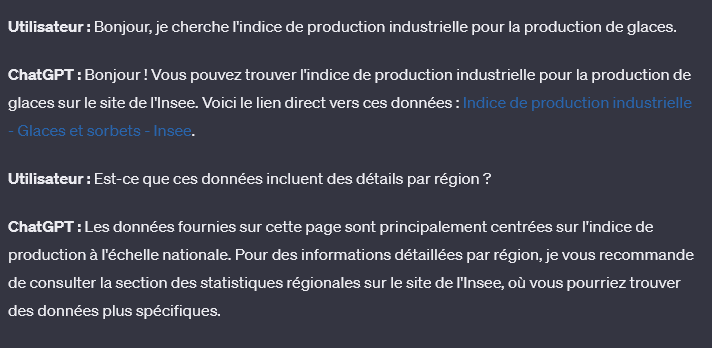 Utilisateur : Bonjour, je cherche l'indice de production industrielle pour la production de glaces.
ChatGPT : Bonjour ! Vous pouvez trouver l'indice de production industrielle pour la production de
glaces sur le site de l'Insee. Voici le lien direct vers ces données : Indice de production industrielle
- Glaces et sorbets - Insee.
Utilisateur : Est-ce que ces données incluent des détails par région ?
ChatGPT : Les données fournies sur cette page sont principalement centrées sur l'indice de
production à l'échelle nationale. Pour des informations détaillées par région, je vous recommande
de consulter la section des statistiques régionales sur le site de l'Insee, où vous pourriez trouver
des données plus spécifiques.